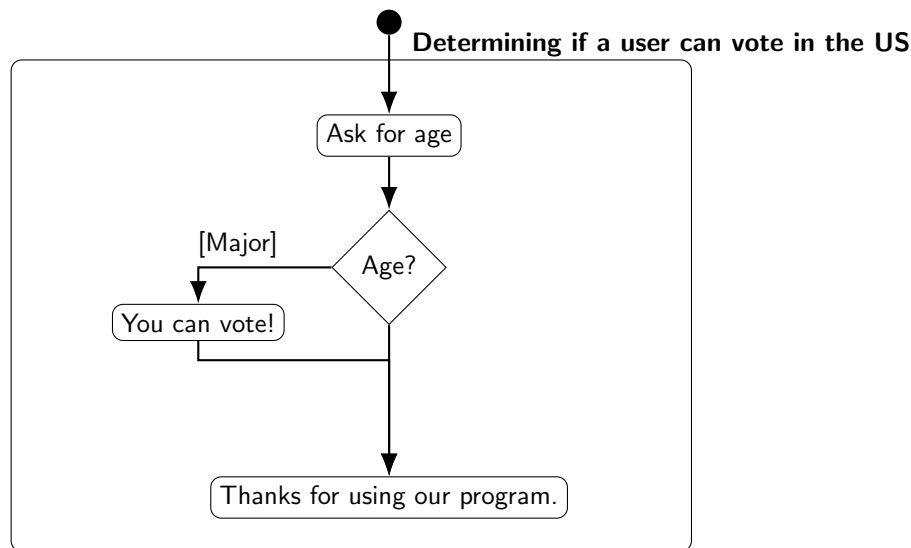 Determining if a user can vote in the US
Ask for age
[Major]
Age?
You can vote!
Thanks for using our program.